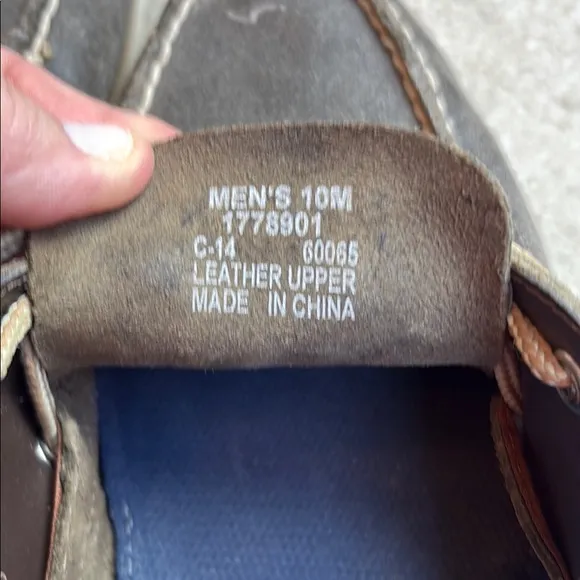 MEN'S 10M
1778901
C-14 60065
LEATHER UPPER
MADE IN CHINA